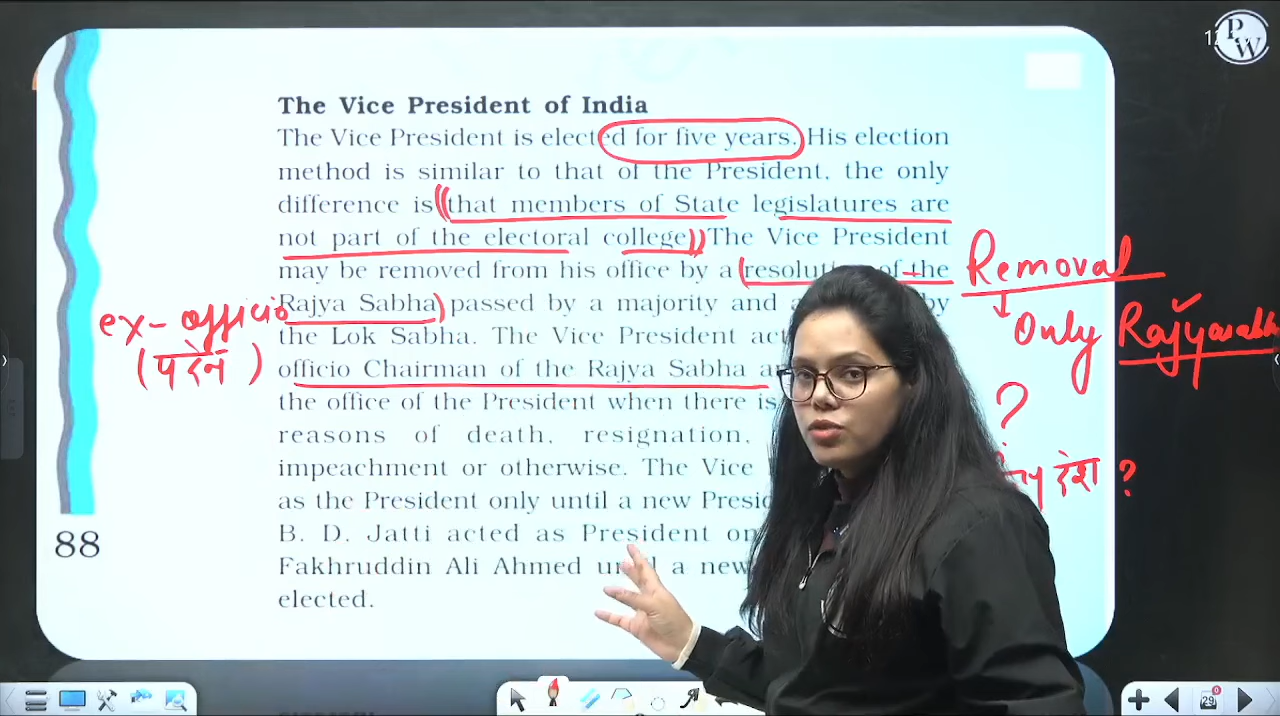 PW
The Vice President of India
The Vice President is elected for five years. His election
method is similar to that of the President, the only
difference is that members of State legislatures are
not part of the electoral college. The Vice President
may be removed from his office by a resolution of the
Rajya Sabha passed by a majority and by
the Lok Sabha. The Vice President
officio Chairman of the Rajya Sabha
the office of the President when there is
reasons of death, resignation,
impeachment or otherwise. The Vice
as the President only until a new
B. D. Jatti acted as President
Fakhruddin Ali Ahmed a new
elected.
88
ex-officio
(पदेन)
Removal
Only Rajyasabha
?
देश ?
29